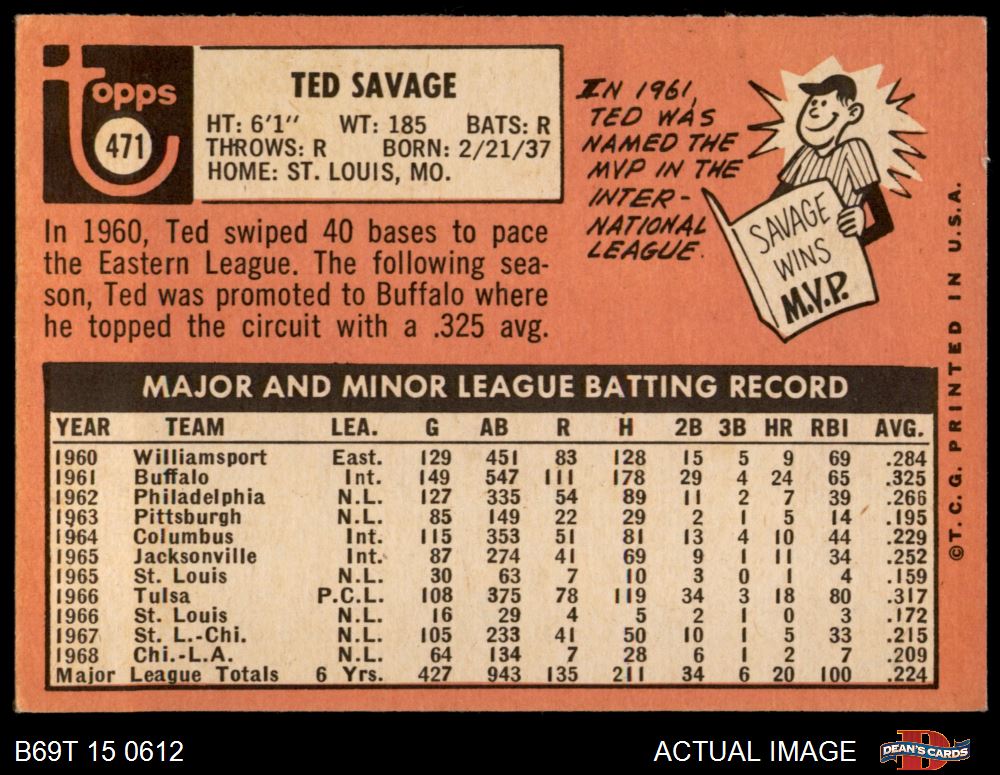 topps
471
TED SAVAGE
HT: 6'1" WT: 185 BATS: R
THROWS: R BORN: 2/21/37
HOME: ST. LOUIS, MO.
In 1960, Ted swiped 40 bases to pace
the Eastern League. The following sea-
son, Ted was promoted to Buffalo where
he topped the circuit with a .325 avg.
IN 1961,
TED WAS
NAMED THE
MVP IN THE
INTER-
NATIONAL
LEAGUE.
SAVAGE
WINS
M.V.P.
MAJOR AND MINOR LEAGUE BATTING RECORD
YEAR TEAM LEA. G AB R H 2B 3B HR RBI AVG.
1960 Williamsport East. 129 451 83 128 15 5 9 69 .284
1961 Buffalo Int. 149 547 111 178 29 4 24 65 .325
1962 Philadelphia N.L. 127 335 54 89 11 2 7 39 .266
1963 Pittsburgh N.L. 85 149 22 29 2 1 5 14 .195
1964 Columbus Int. 115 353 51 81 13 4 10 44 .229
1965 Jacksonville Int. 87 274 41 69 9 1 11 34 .252
1965 St. Louis N.L. 30 63 7 10 3 0 1 4 .159
1966 Tulsa P.C.L. 108 375 78 119 34 3 18 80 .317
1966 St. Louis N.L. 16 29 4 5 2 1 0 3 .172
1967 St. L.-Chi. N.L. 105 233 41 50 10 1 5 33 .215
1968 Chi.-L.A. N.L. 64 134 7 28 6 1 2 7 .209
Major League Totals 6 Yrs. 427 943 135 211 34 6 20 100 .224
©T.C.G. PRINTED IN U.S.A.
B69T 15 0612
ACTUAL IMAGE
D
DEAN'S CARDS